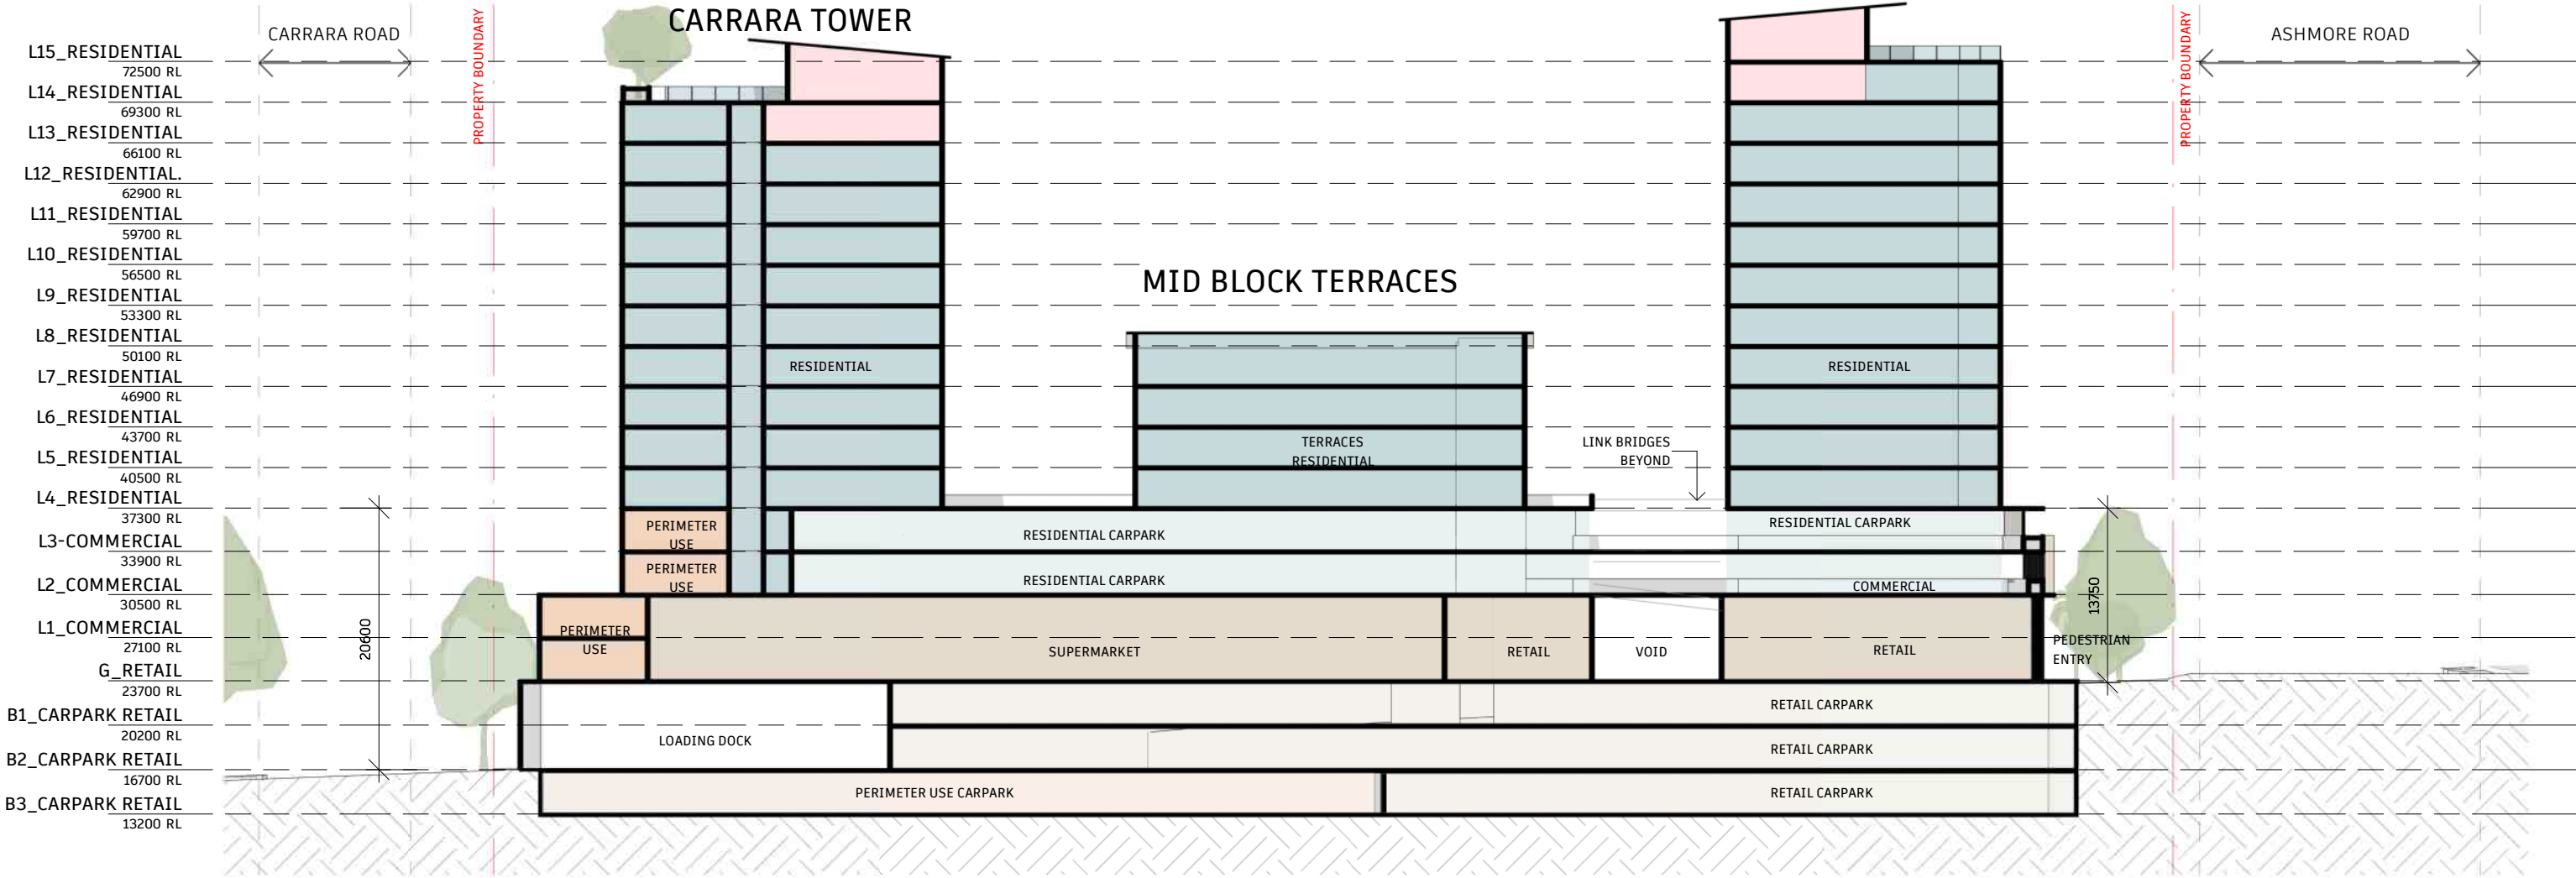 CARRARA TOWER
CARRARA ROAD
PROPERTY BOUNDARY
PROPERTY BOUNDARY
ASHMORE ROAD
L15_RESIDENTIAL
72500 RL
L14_RESIDENTIAL
69300 RL
L13_RESIDENTIAL
66100 RL
L12_RESIDENTIAL.
62900 RL
L11_RESIDENTIAL
59700 RL
L10_RESIDENTIAL
56500 RL
L9_RESIDENTIAL
53300 RL
L8_RESIDENTIAL
50100 RL
L7_RESIDENTIAL
46900 RL
L6_RESIDENTIAL
43700 RL
L5_RESIDENTIAL
40500 RL
L4_RESIDENTIAL
37300 RL
L3-COMMERCIAL
33900 RL
L2_COMMERCIAL
30500 RL
L1_COMMERCIAL
27100 RL
G_RETAIL
23700 RL
B1_CARPARK RETAIL
20200 RL
B2_CARPARK RETAIL
16700 RL
B3_CARPARK RETAIL
13200 RL
MID BLOCK TERRACES
RESIDENTIAL
RESIDENTIAL
TERRACES
RESIDENTIAL
LINK BRIDGES
BEYOND
PERIMETER
USE
RESIDENTIAL CARPARK
RESIDENTIAL CARPARK
PERIMETER
USE
RESIDENTIAL CARPARK
COMMERCIAL
20600
13750
PERIMETER
USE
SUPERMARKET
RETAIL
VOID
RETAIL
PEDESTRIAN
ENTRY
RETAIL CARPARK
LOADING DOCK
RETAIL CARPARK
PERIMETER USE CARPARK
RETAIL CARPARK